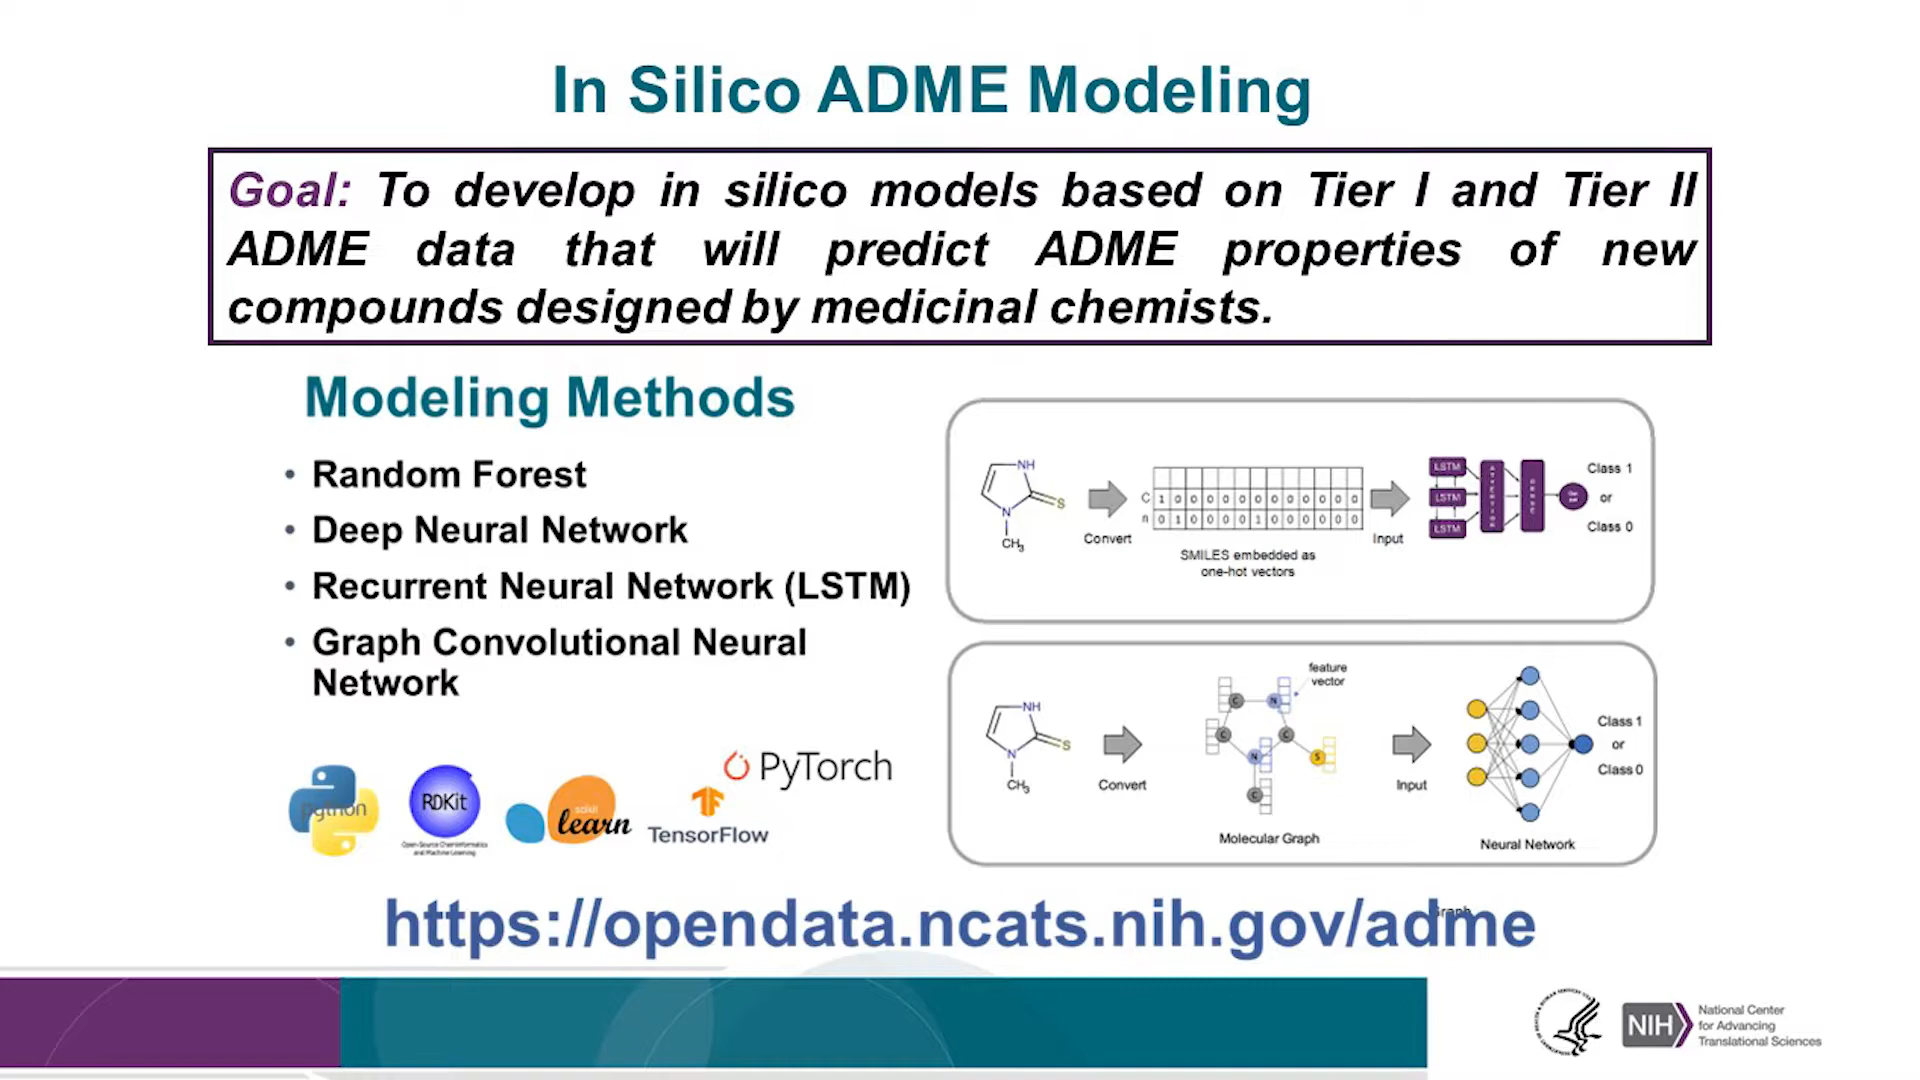 In Silico ADME Modeling
Goal: To develop in silico models based on Tier I and Tier II
ADME data that will predict ADME properties of new
compounds designed by medicinal chemists.
Modeling Methods
• Random Forest
• Deep Neural Network
• Recurrent Neural Network (LSTM)
• Graph Convolutional Neural
Network
python
RDKit
Open-Source Cheminformatics
and Machine Learning
scikit
learn
TensorFlow
PyTorch
NH
S
N
CH3
Convert
C 1 0 0 0 0 0 0 0 0 0 0 0 0
n 0 1 0 0 0 0 1 0 0 0 0 0 0
SMILES embedded as
one-hot vectors
Input
LSTM
LSTM
LSTM
ATTENTION
DENSE
Class 1
or
Class 0
NH
S
N
CH3
Convert
feature
vector
C
N
C
C
N
S
C
Molecular Graph
Input
Neural Network
Class 1
or
Class 0
Graph
https://opendata.ncats.nih.gov/adme
NIH
National Center
for Advancing
Translational Sciences